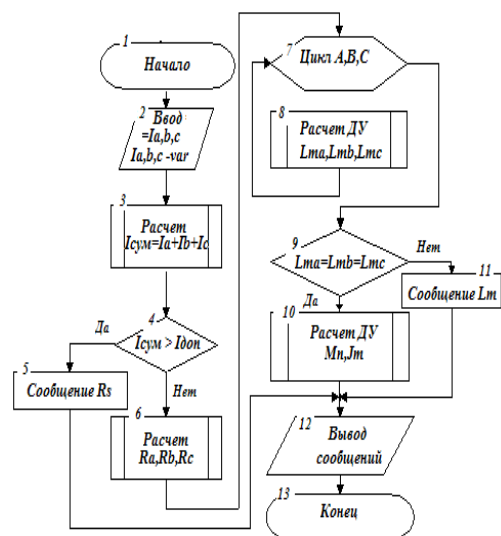 1
Начало
2
Ввод
=Ia,b,c
Ia,b,c -var
3
Расчет
Iсум=Ia+Ib+Ic
4
Iсум > Iдоп
Да
Нет
5
Сообщение Rs
6
Расчет
Ra,Rb,Rc
7
Цикл A,B,C
8
Расчет ДУ
Lma,Lmb,Lmc
9
Lma=Lmb=Lmc
Нет
Да
10
Расчет ДУ
Mn,Jm
11
Сообщение Lm
12
Вывод
сообщений
13
Конец